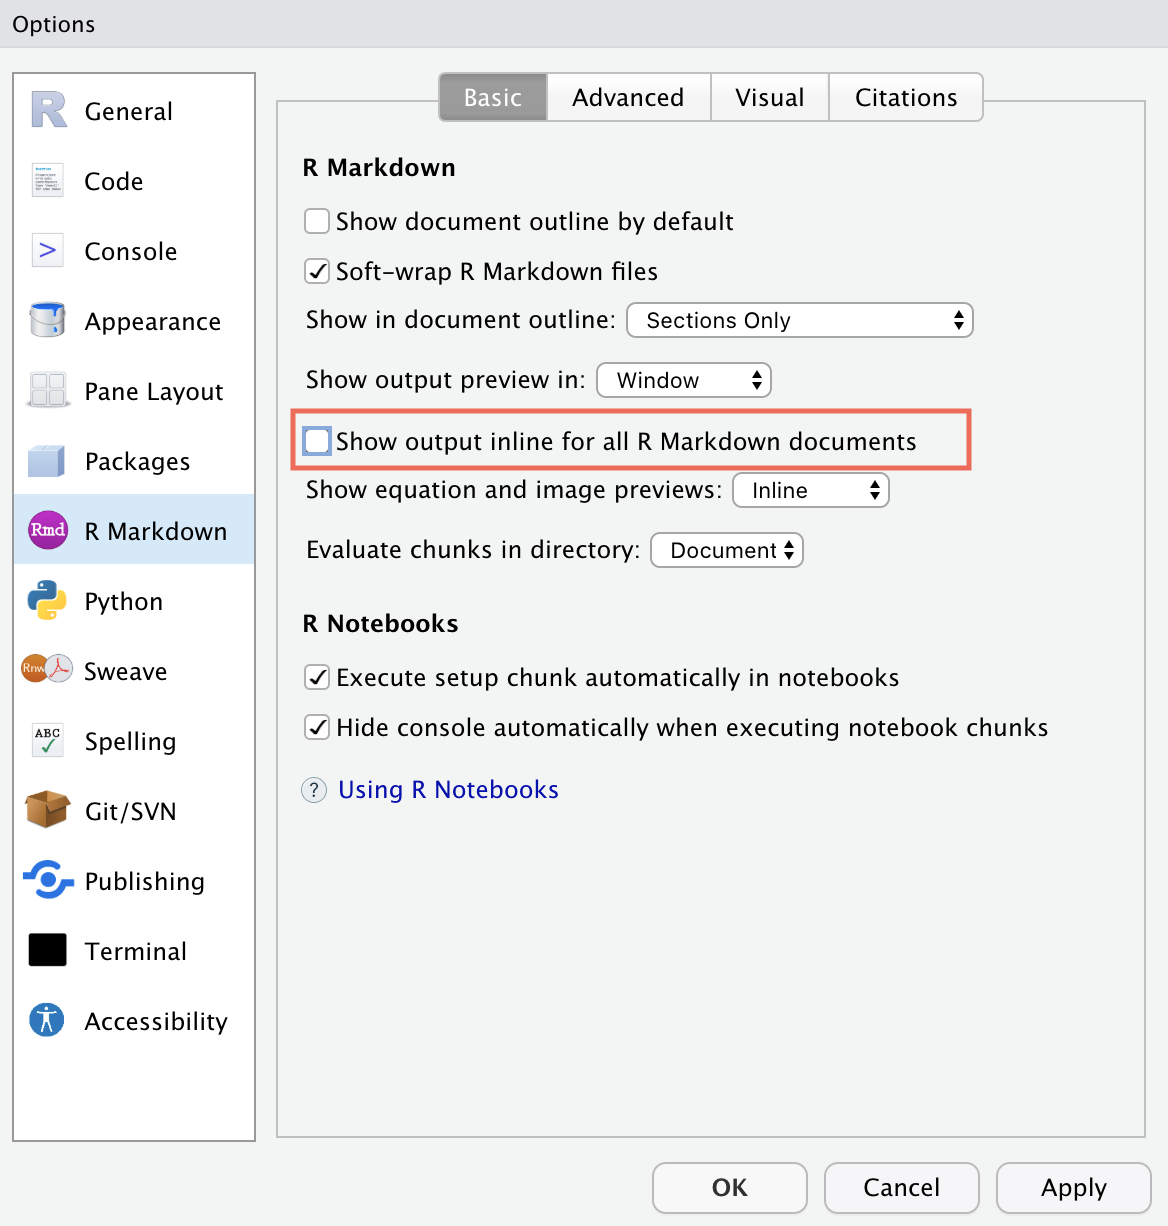 Options
General
Code
>
Console
Appearance
Pane Layout
Packages
Rmd
R Markdown
Python
Rnw
Sweave
ABC
Spelling
Git/SVN
Publishing
Terminal
Accessibility
Basic
Advanced
Visual
Citations
R Markdown
Show document outline by default
Soft-wrap R Markdown files
Show in document outline: Sections Only
Show output preview in: Window
Show output inline for all R Markdown documents
Show equation and image previews: Inline
Evaluate chunks in directory: Document
R Notebooks
Execute setup chunk automatically in notebooks
Hide console automatically when executing notebook chunks
? Using R Notebooks
OK
Cancel
Apply